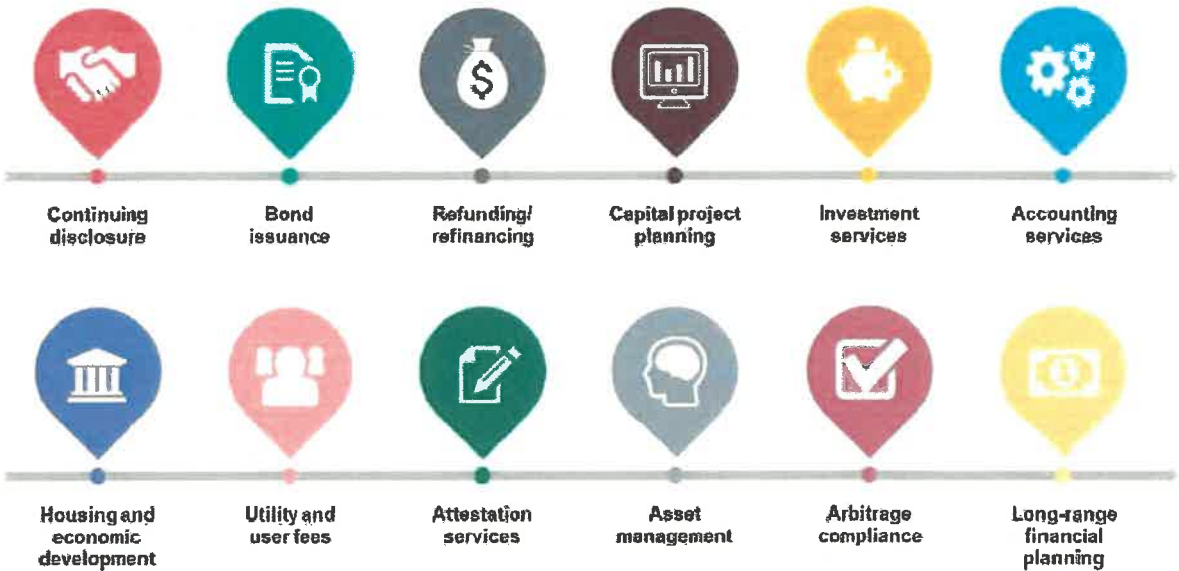 $
Continuing
disclosure
Bond
issuance
Refunding/
refinancing
Capital project
planning
Investment
services
Accounting
services
Housing and
economic
development
Utility and
user fees
Attestation
services
Asset
management
Arbitrage
compliance
Long-range
financial
planning